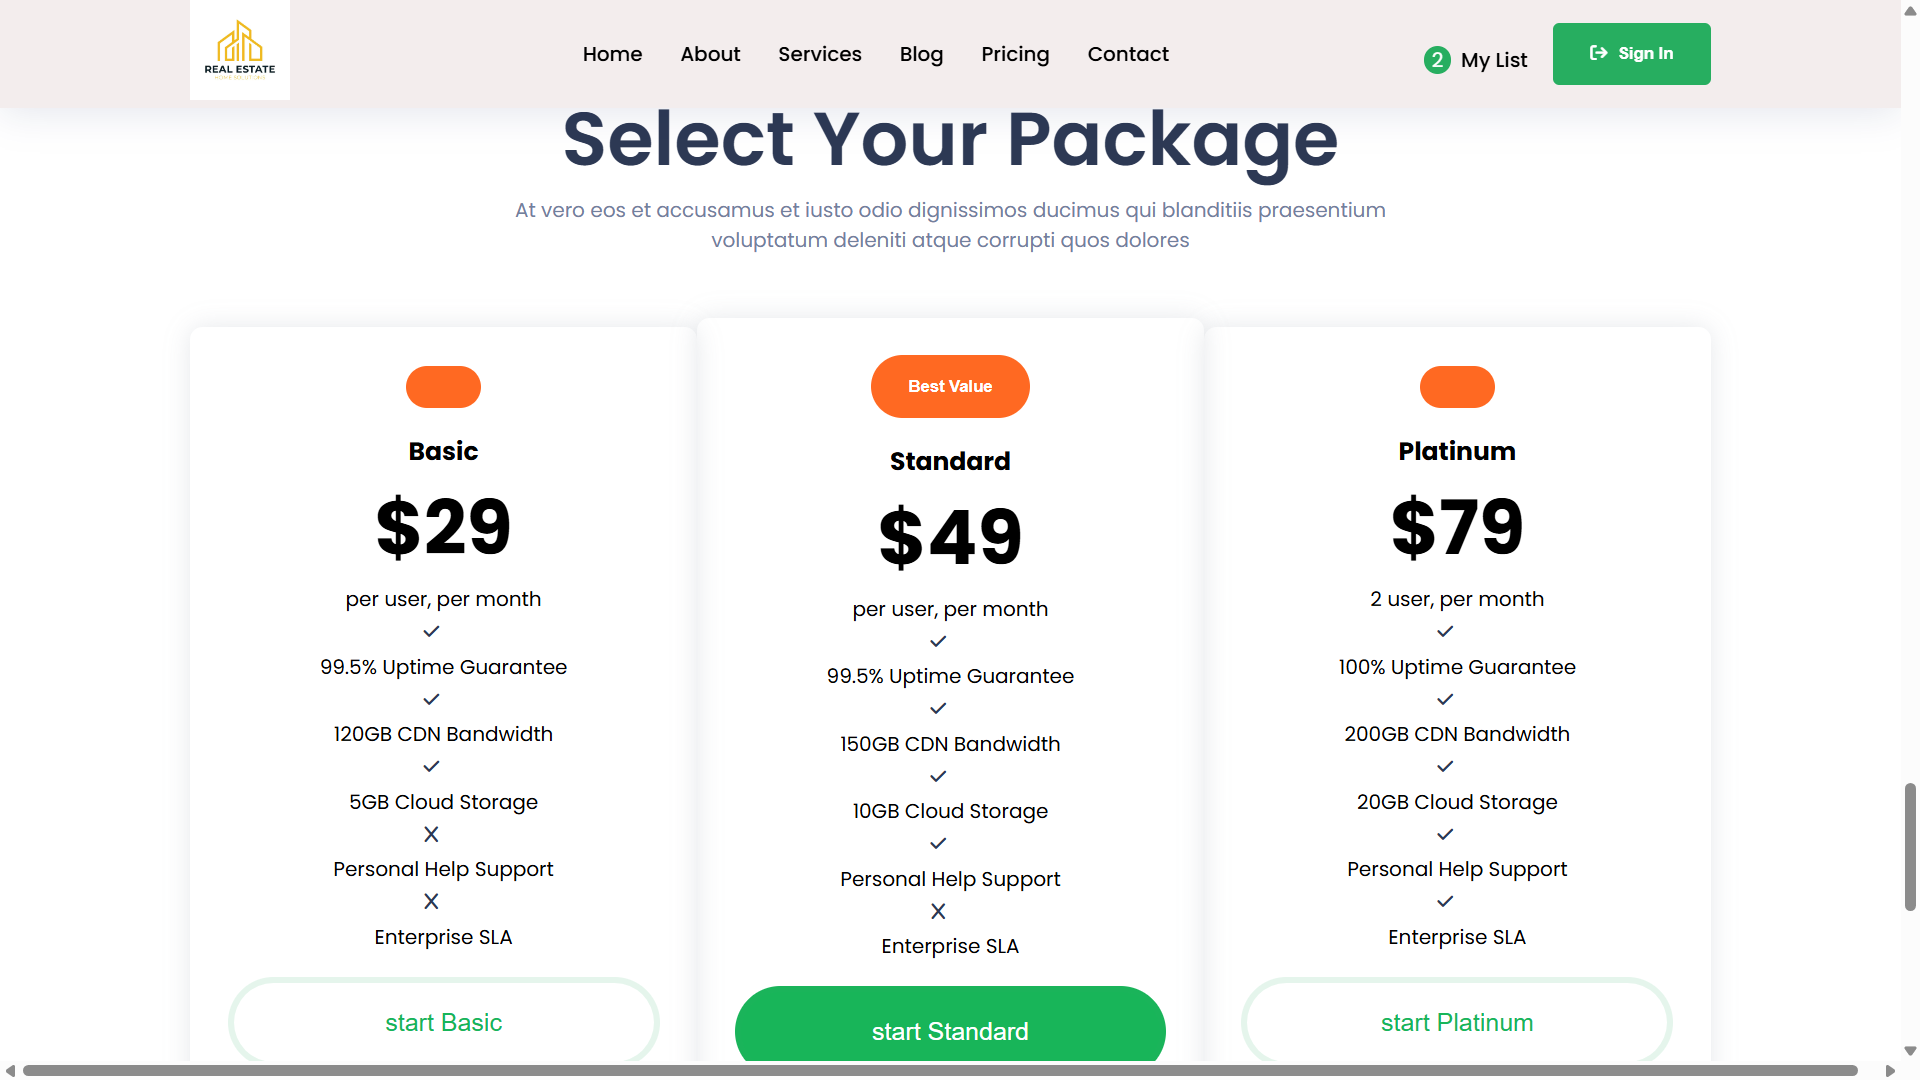 REAL ESTATE
Home
About
Services
Blog
Pricing
Contact
2 My List
Sign In
Select Your Package
At vero eos et accusamus et iusto odio dignissimos ducimus qui blanditiis praesentium
voluptatum deleniti atque corrupti quos dolores
Basic
$29
per user, per month
99.5% Uptime Guarantee
120GB CDN Bandwidth
5GB Cloud Storage
Personal Help Support
Enterprise SLA
start Basic
Best Value
Standard
$49
per user, per month
99.5% Uptime Guarantee
150GB CDN Bandwidth
10GB Cloud Storage
Personal Help Support
Enterprise SLA
start Standard
Platinum
$79
2 user, per month
100% Uptime Guarantee
200GB CDN Bandwidth
20GB Cloud Storage
Personal Help Support
Enterprise SLA
start Platinum